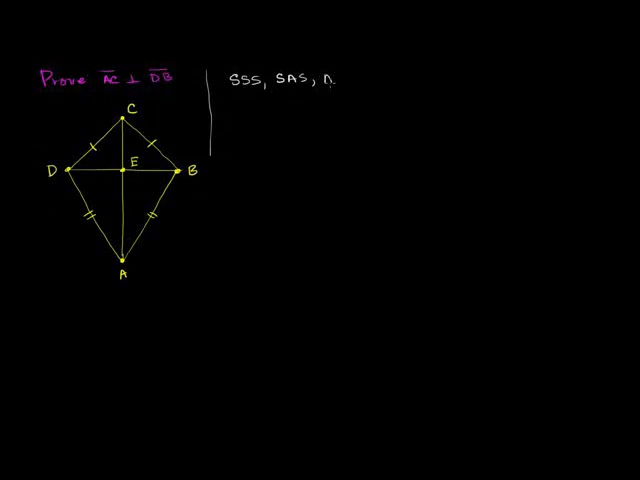 Prove: AC ⊥ DB
SSS, SAS,
C
D
E
B
A